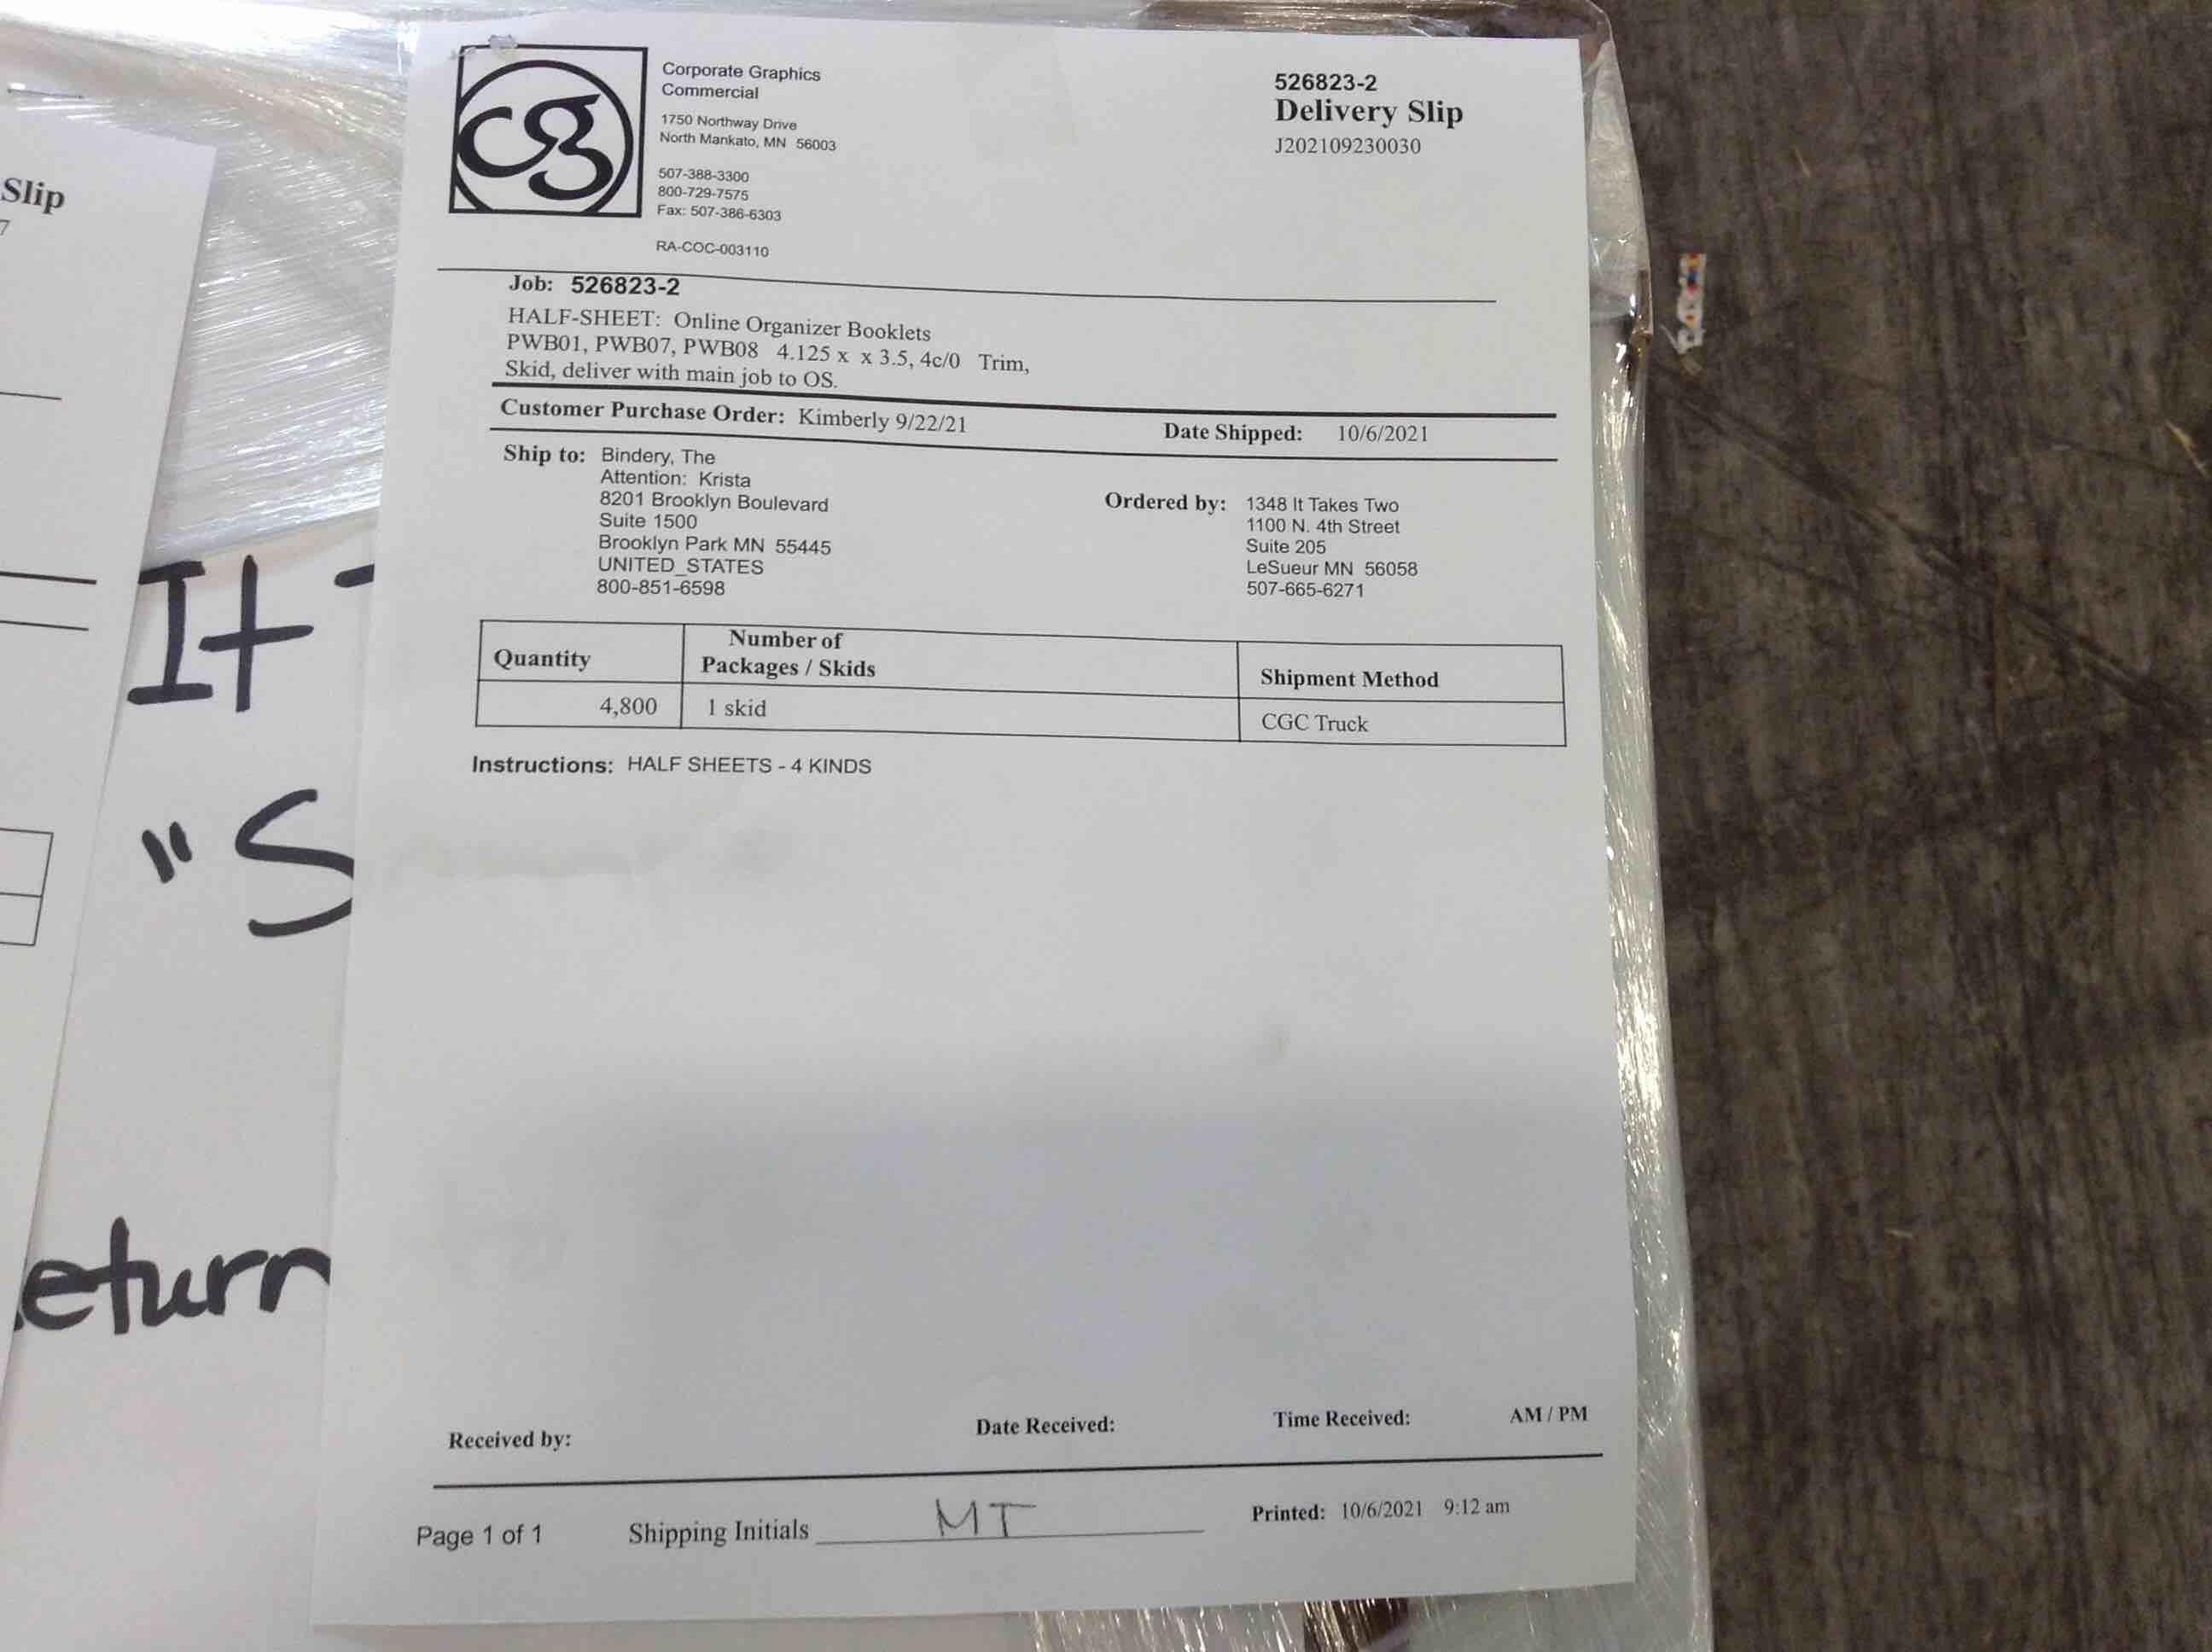 Slip
7
It
"S
eturn
cg
Corporate Graphics
Commercial
1750 Northway Drive
North Mankato, MN 56003
507-388-3300
800-729-7575
Fax: 507-386-6303
RA-COC-003110
526823-2
Delivery Slip
J202109230030
Job: 526823-2
HALF-SHEET: Online Organizer Booklets
PWB01, PWB07, PWB08 4.125 x x 3.5, 4c/0 Trim,
Skid, deliver with main job to OS.
Customer Purchase Order: Kimberly 9/22/21
Date Shipped: 10/6/2021
Ship to: Bindery, The
Attention: Krista
8201 Brooklyn Boulevard
Suite 1500
Brooklyn Park MN 55445
UNITED_STATES
800-851-6598
Ordered by: 1348 It Takes Two
1100 N. 4th Street
Suite 205
LeSueur MN 56058
507-665-6271
Quantity
Number of
Packages / Skids
Shipment Method
4,800
1 skid
CGC Truck
Instructions: HALF SHEETS - 4 KINDS
Received by:
Date Received:
Time Received:
AM / PM
Page 1 of 1
Shipping Initials MT
Printed: 10/6/2021 9:12 am